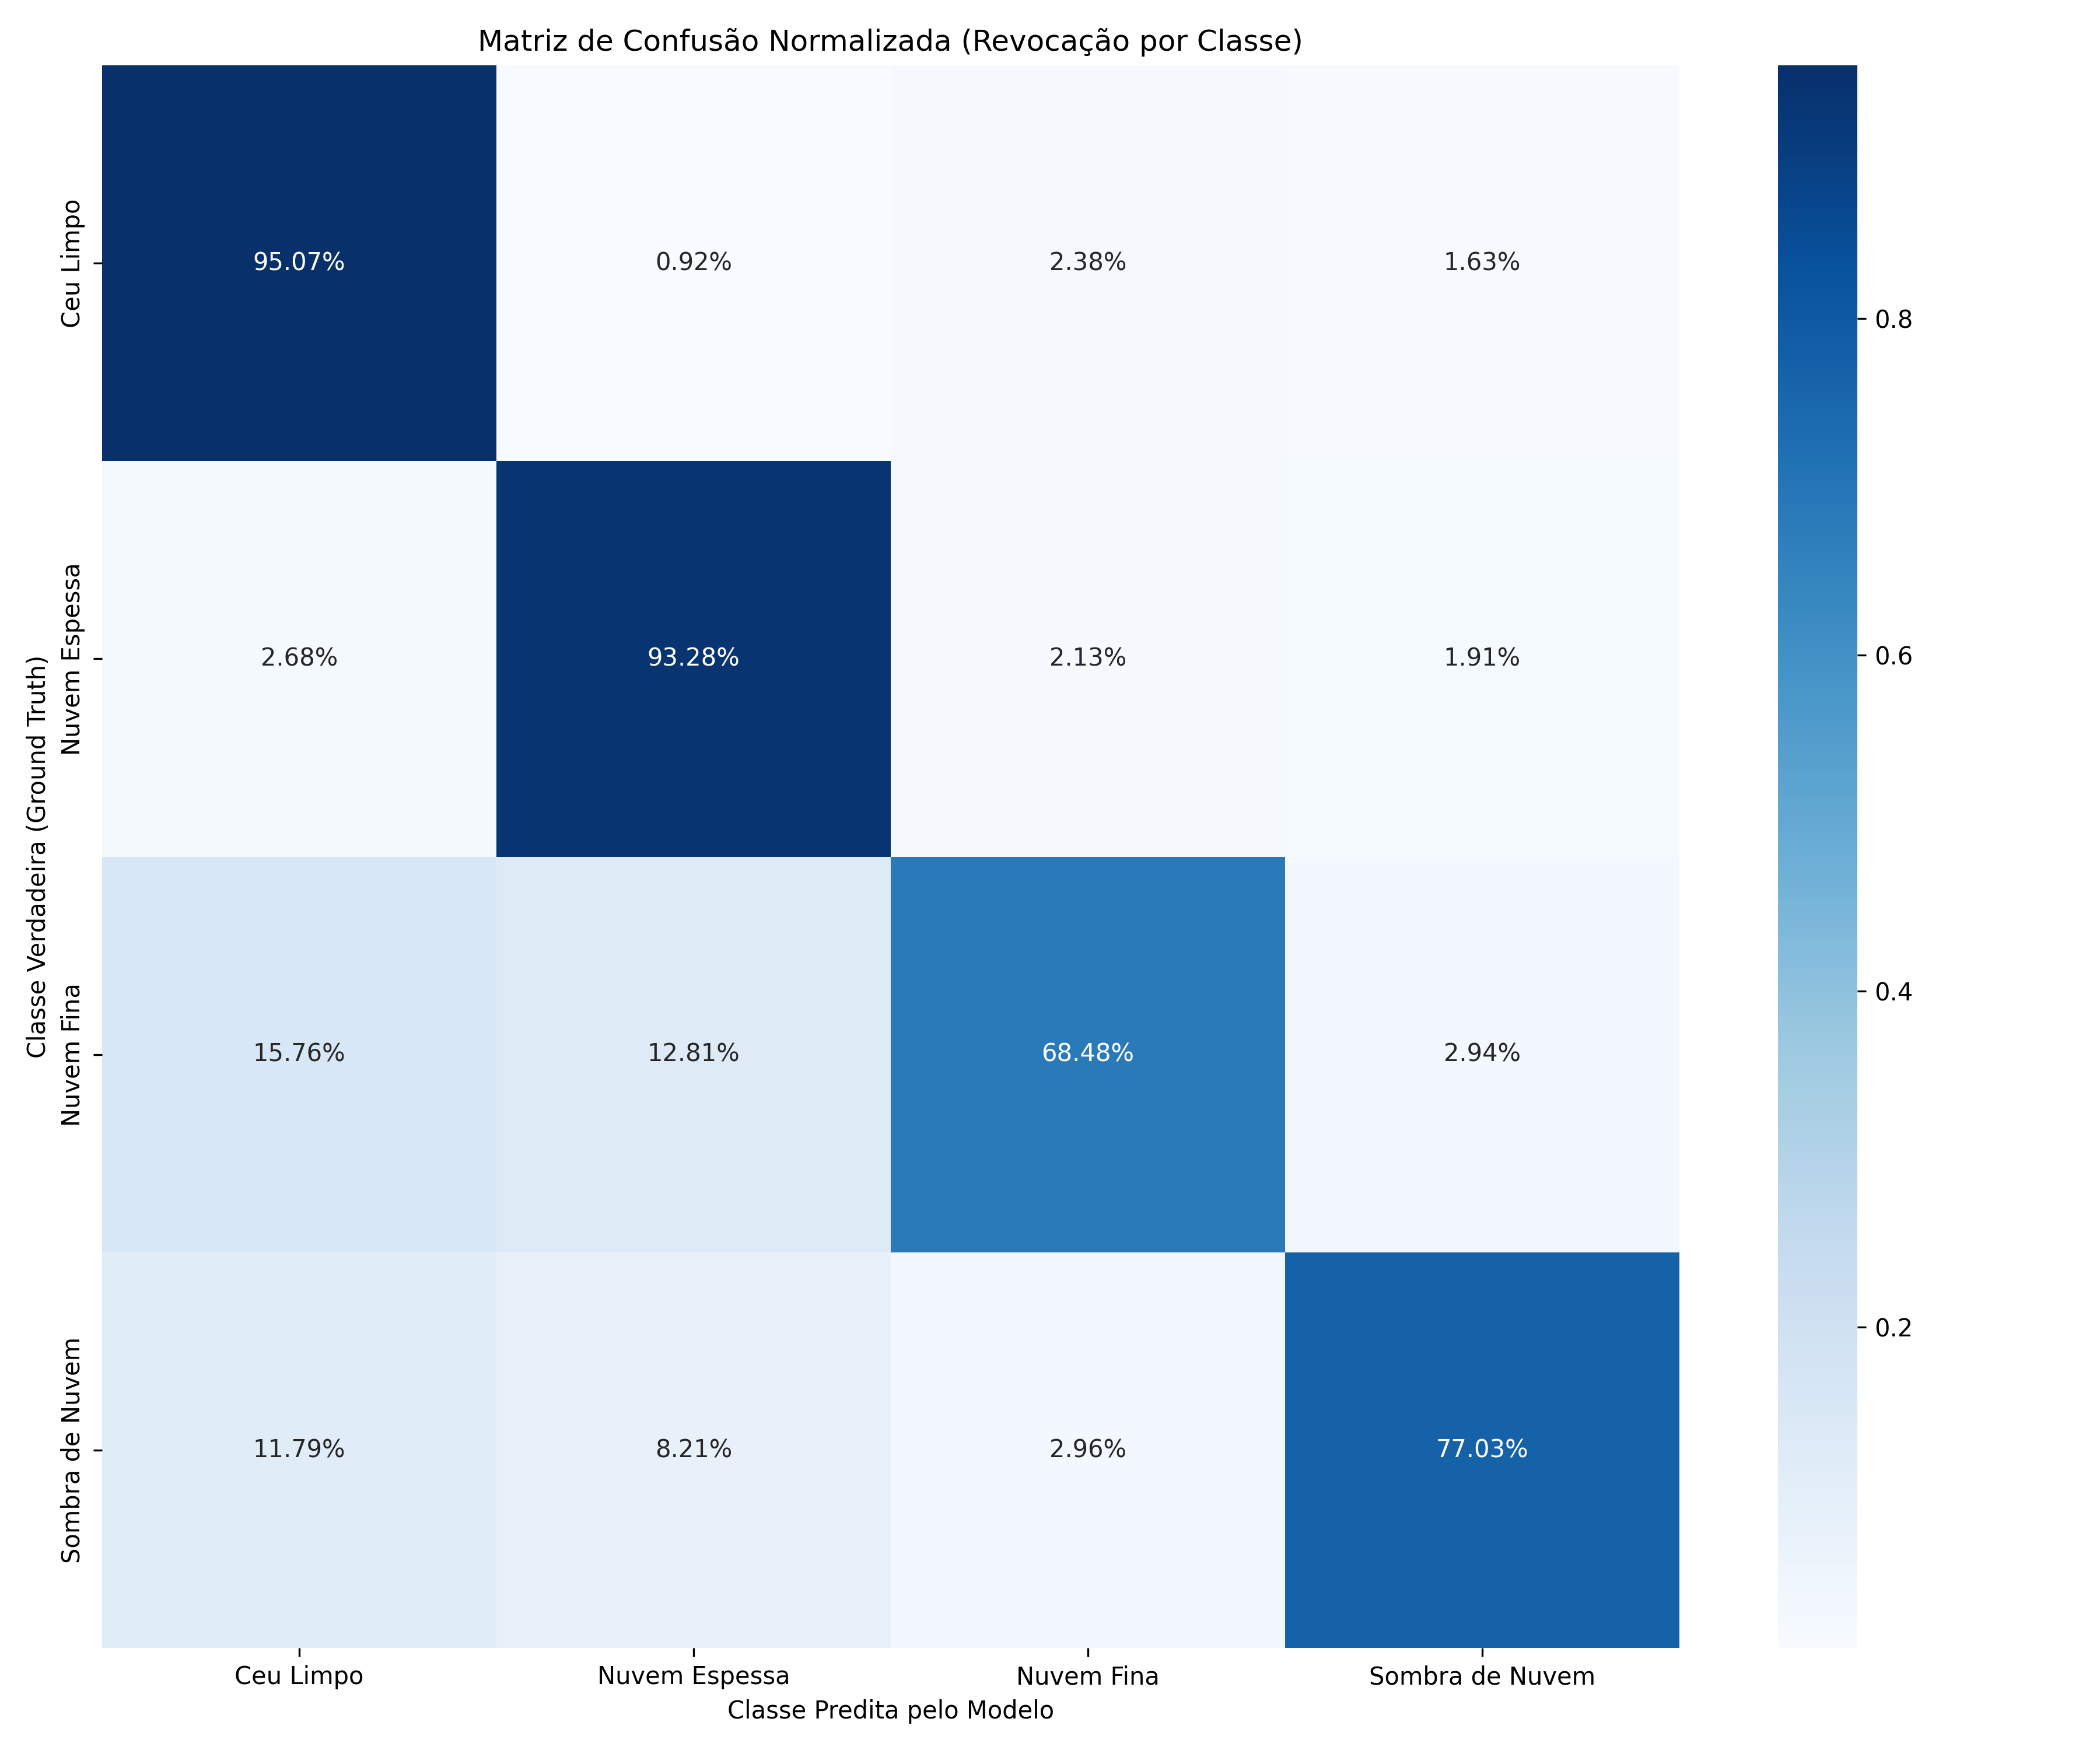 Matriz de Confusão Normalizada (Revocação por Classe)
Classe Verdadeira (Ground Truth)
Ceu Limpo
95.07%
0.92%
2.38%
1.63%
Nuvem Espessa
2.68%
93.28%
2.13%
1.91%
Nuvem Fina
15.76%
12.81%
68.48%
2.94%
Sombra de Nuvem
11.79%
8.21%
2.96%
77.03%
Ceu Limpo
Nuvem Espessa
Nuvem Fina
Sombra de Nuvem
Classe Predita pelo Modelo
0.8
0.6
0.4
0.2